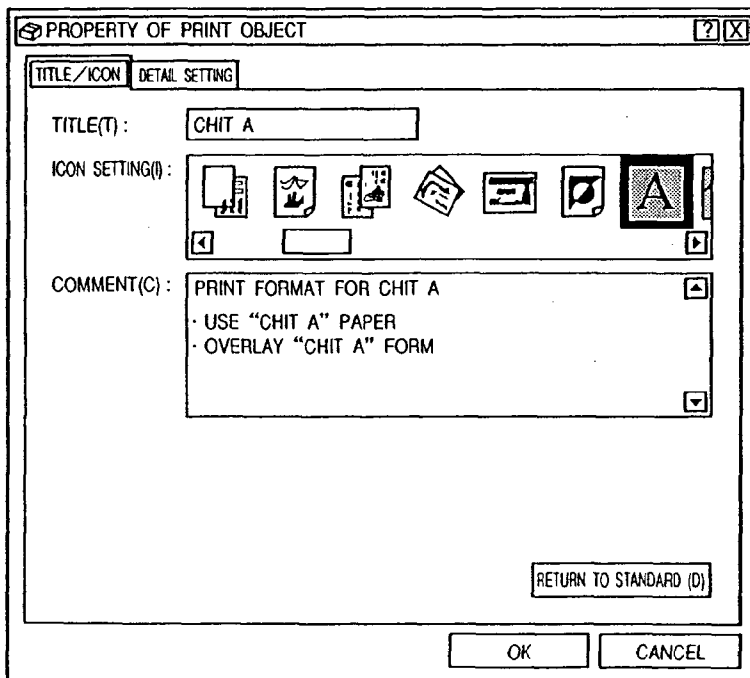 PROPERTY OF PRINT OBJECT ? X
TITLE/ICON DETAIL SETTING
TITLE(T) : CHIT A
ICON SETTING(I) : A
COMMENT(C) : PRINT FORMAT FOR CHIT A
· USE “CHIT A” PAPER
· OVERLAY “CHIT A” FORM
RETURN TO STANDARD (D)
OK CANCEL